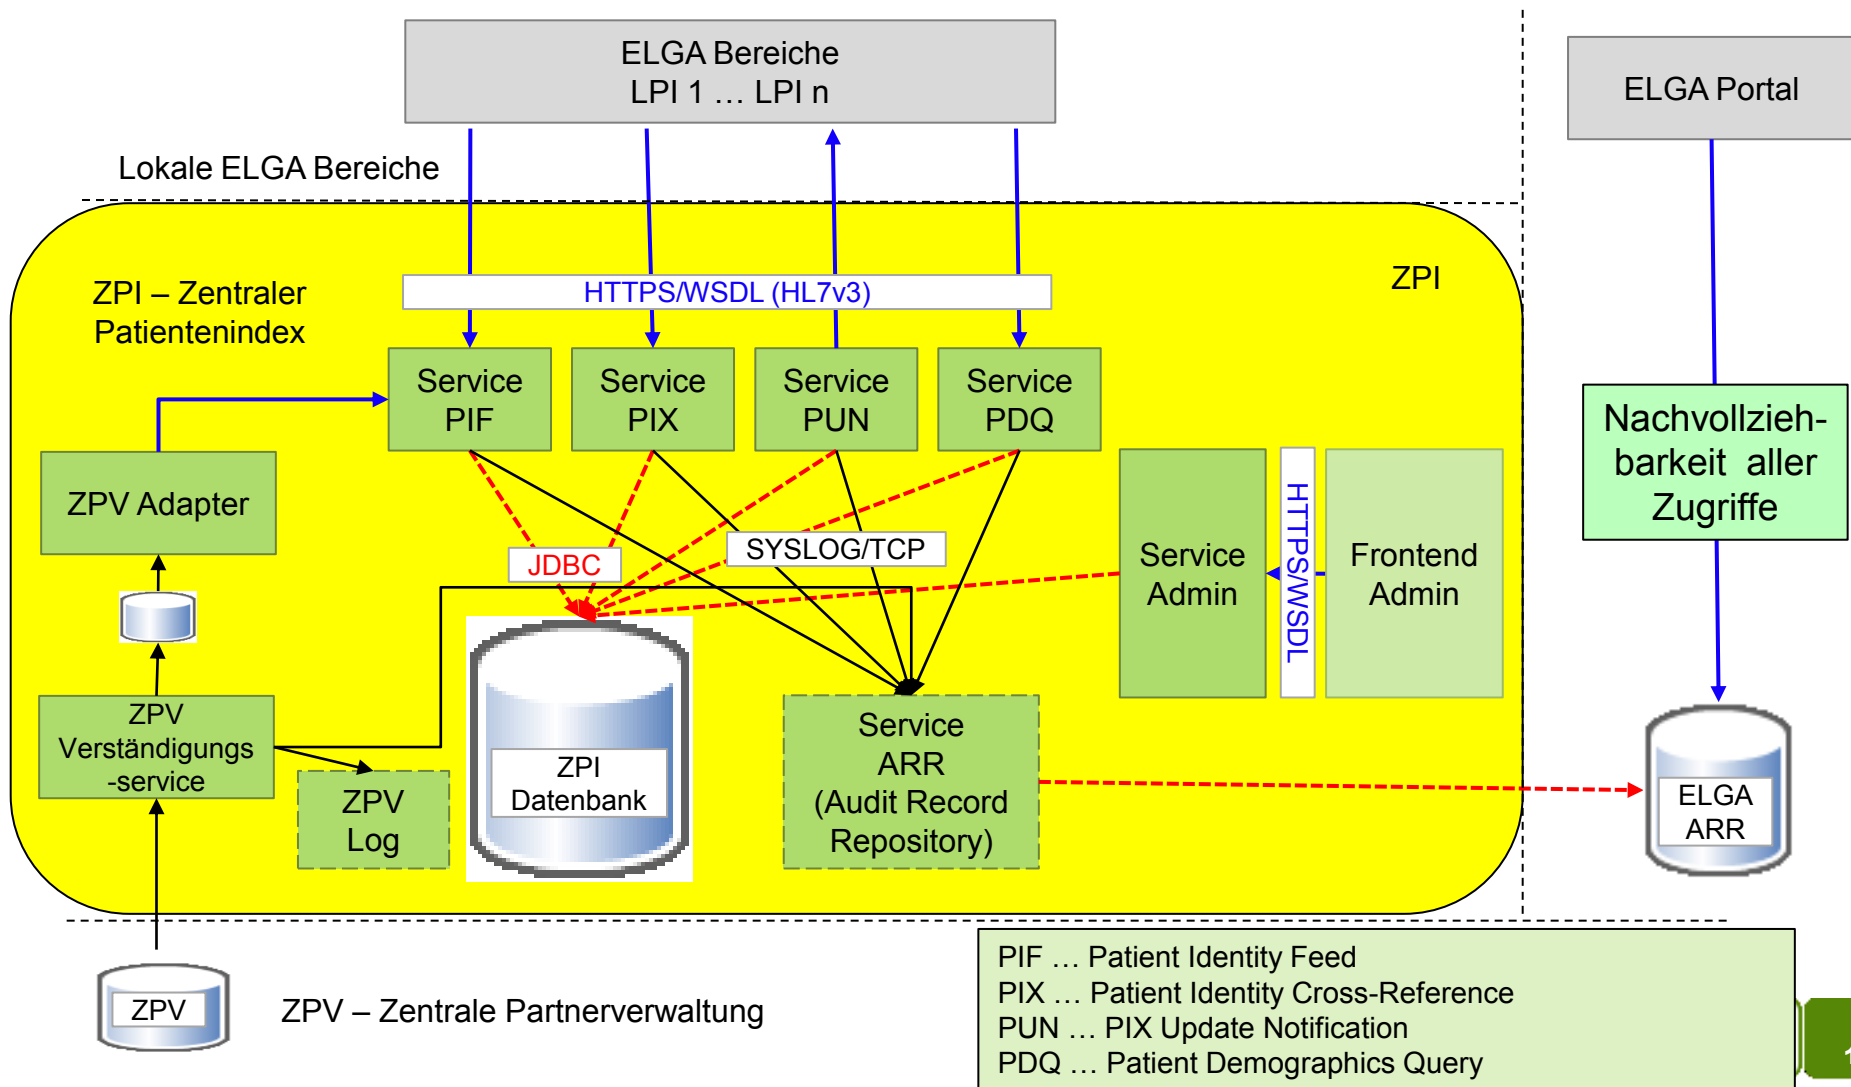 ELGA Bereiche
LPI 1 … LPI n
ELGA Portal
Lokale ELGA Bereiche
ZPI – Zentraler
Patientenindex
HTTPS/WSDL (HL7v3)
ZPI
Service
PIF
Service
PIX
Service
PUN
Service
PDQ
Nachvollzieh-
barkeit aller
Zugriffe
ZPV Adapter
JDBC
SYSLOG/TCP
Service
Admin
HTTPS/WSDL
Frontend
Admin
ZPV
Verständigungs
-service
ZPV
Log
ZPI
Datenbank
Service
ARR
(Audit Record
Repository)
ELGA
ARR
ZPV
ZPV – Zentrale Partnerverwaltung
PIF … Patient Identity Feed
PIX … Patient Identity Cross-Reference
PUN … PIX Update Notification
PDQ … Patient Demographics Query